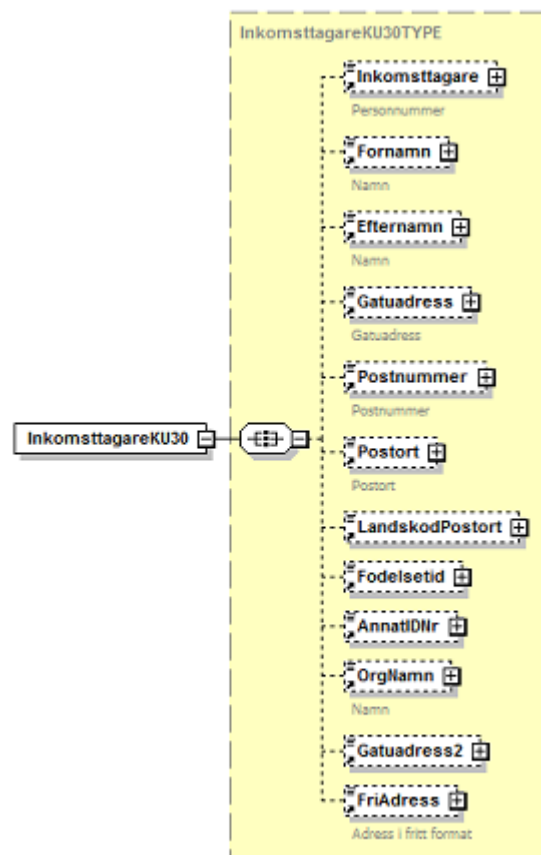 InkomsttagareKU30TYPE
Inkomsttagare
Personnummer
Fornamn
Namn
Efternamn
Namn
Gatuadress
Gatuadress
Postnummer
Postnummer
InkomsttagareKU30
Postort
Postort
LandskodPostort
Fodelsetid
AnnatIDNr
OrgNamn
Namn
Gatuadress2
FriAdress
Adress i fritt format